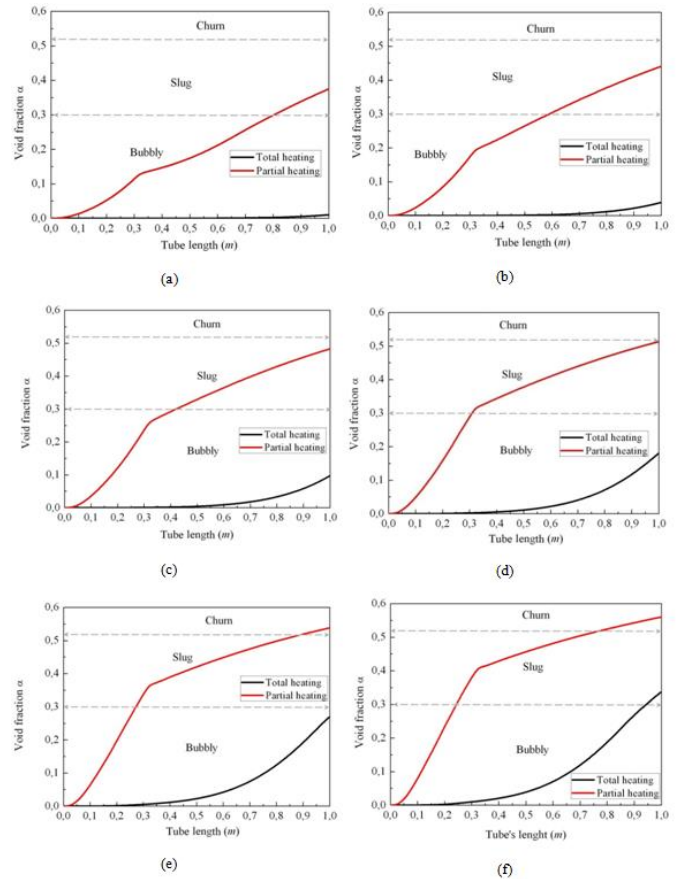 0,6
Churn
0,5
0,4
Slug
0,3
0,2
Bubbly
Total heating
Partial heating
0,1
0,0
0,0 0,1 0,2 0,3 0,4 0,5 0,6 0,7 0,8 0,9 1,0
Void fraction α
Tube length (m)
(a)
0,6
Churn
0,5
0,4
Slug
0,3
0,2
Bubbly
Total heating
Partial heating
0,1
0,0
0,0 0,1 0,2 0,3 0,4 0,5 0,6 0,7 0,8 0,9 1,0
Void fraction α
Tube length (m)
(b)
0,6
Churn
0,5
0,4
Slug
0,3
0,2
Total heating
Partial heating
Bubbly
0,1
0,0
0,0 0,1 0,2 0,3 0,4 0,5 0,6 0,7 0,8 0,9 1,0
Void fraction α
Tube length (m)
(c)
0,6
Churn
0,5
0,4
Slug
0,3
0,2
Bubbly
Total heating
Partial heating
0,1
0,0
0,0 0,1 0,2 0,3 0,4 0,5 0,6 0,7 0,8 0,9 1,0
Void fraction α
Tube length (m)
(d)
0,6
Churn
0,5
Slug
0,4
Total heating
Partial heating
0,3
0,2
Bubbly
0,1
0,0
0,0 0,1 0,2 0,3 0,4 0,5 0,6 0,7 0,8 0,9 1,0
Void fraction α
Tube length (m)
(e)
0,6
Churn
0,5
Slug
0,4
0,3
0,2
Bubbly
0,1
Total heating
Partial heating
0,0
0,0 0,1 0,2 0,3 0,4 0,5 0,6 0,7 0,8 0,9 1,0
Void fraction α
Tube's lenght (m)
(f)